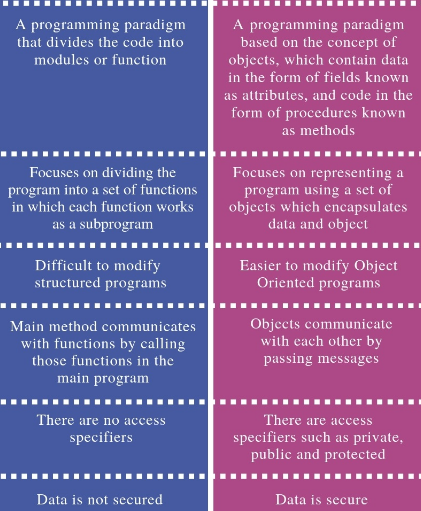 A programming paradigm
that divides the code into
modules or function
A programming paradigm
based on the concept of
objects, which contain data
in the form of fields known
as attributes, and code in the
form of procedures known
as methods
Focuses on dividing the
program into a set of functions
in which each function works
as a subprogram
Focuses on representing a
program using a set of
objects which encapsulates
data and object
Difficult to modify
structured programs
Easier to modify Object
Oriented programs
Main method communicates
with functions by calling
those functions in the
main program
Objects communicate
with each other by
passing messages
There are no access
specifiers
There are access
specifiers such as private,
public and protected
Data is not secured
Data is secure